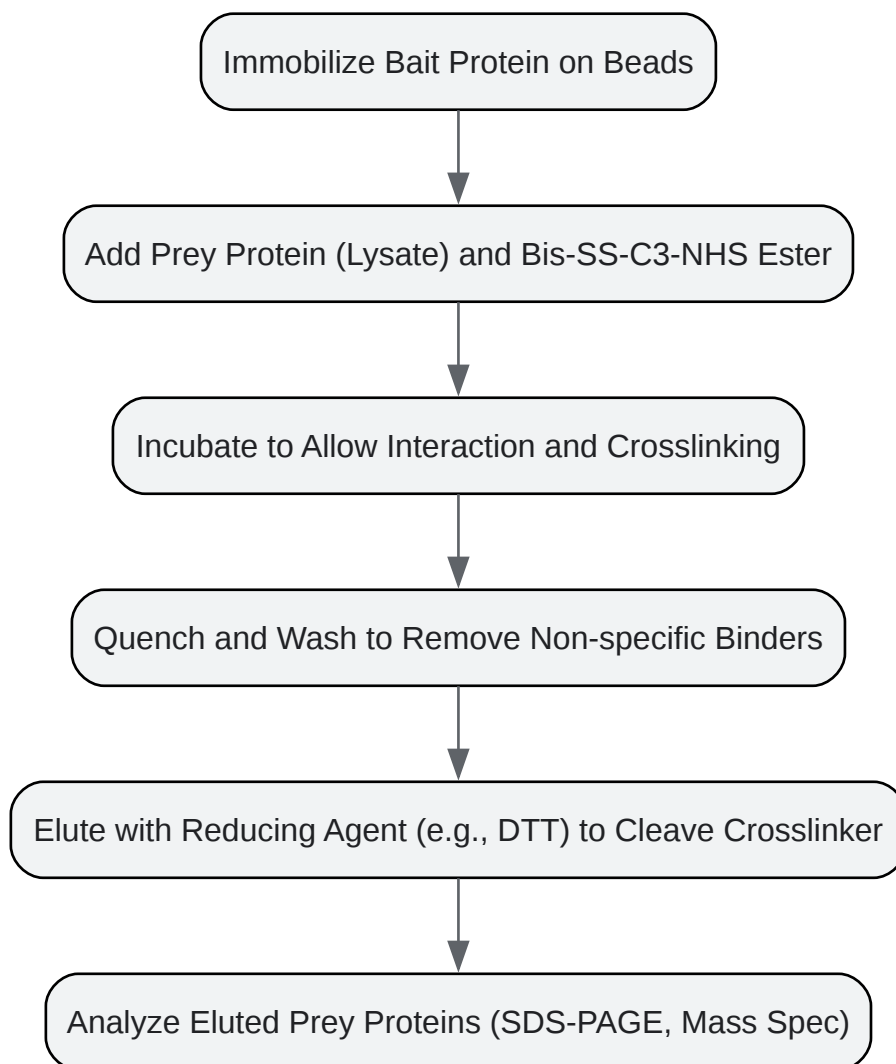 Immobilize Bait Protein on Beads
Add Prey Protein (Lysate) and Bis-SS-C3-NHS Ester
Incubate to Allow Interaction and Crosslinking
Quench and Wash to Remove Non-specific Binders
Elute with Reducing Agent (e.g., DTT) to Cleave Crosslinker
Analyze Eluted Prey Proteins (SDS-PAGE, Mass Spec)